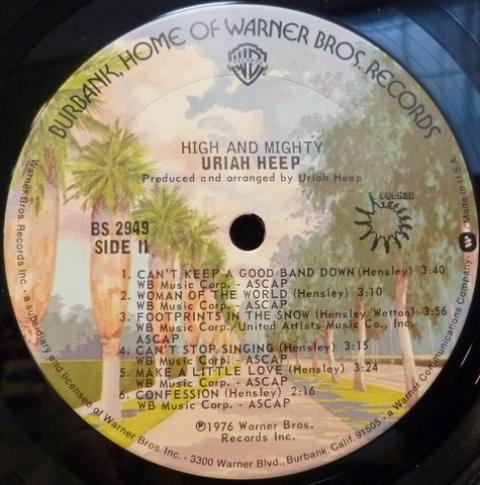 BURBANK, HOME OF WARNER BROS. RECORDS
WB
HIGH AND MIGHTY
URIAH HEEP
Produced and arranged by Uriah Heep
BRONZE
BS 2949
SIDE II
1. CAN'T KEEP A GOOD BAND DOWN (Hensley) 3:40
WB Music Corp. - ASCAP
2. WOMAN OF THE WORLD (Hensley) 3:10
WB Music Corp. - ASCAP
3. FOOTPRINTS IN THE SNOW (Hensley/Wetton) 3:56
WB Music Corp. United Artists Music Co., Inc.
ASCAP
4. CAN'T STOP SINGING (Hensley) 3:15
WB Music Corp. - ASCAP
5. MAKE A LITTLE LOVE (Hensley) 3:24
WB Music Corp. - ASCAP
6. CONFESSION (Hensley) 2:16
WB Music Corp. - ASCAP
℗1976 Warner Bros.
Records Inc.
Warner Bros. Records Inc. · a subsidiary and licensee of Warner Bros. Inc. · 3300 Warner Blvd., Burbank, Calif. 91505 · a Warner Communications Company · Made in U.S.A.